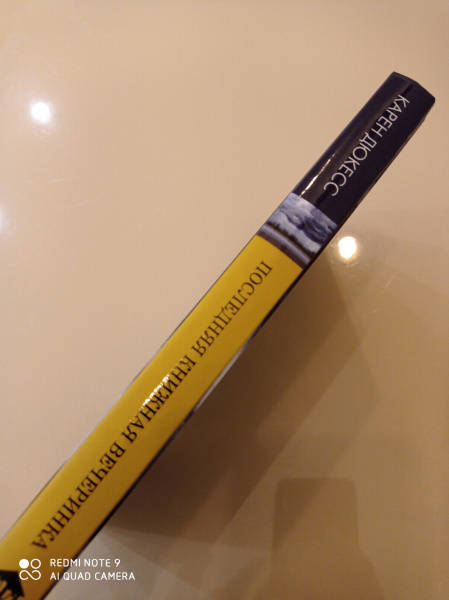 КАРЕН ДЮКЕСС
ПОСЛЕДНЯЯ КНИЖНАЯ ВЕЧЕРИНКА
REDMI NOTE 9
AI QUAD CAMERA